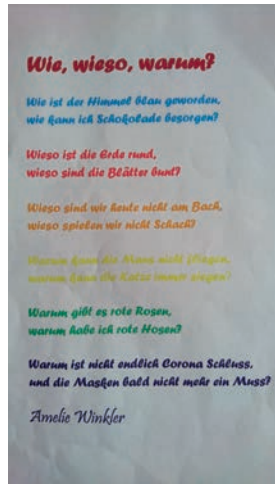 Wie, wieso, warum?
Wie ist der Himmel blau geworden,
wie kann ich Schokolade besorgen?
Wieso ist die Erde rund,
wieso sind die Blätter bunt?
Wieso sind wir heute nicht am Bach,
wieso spielen wir nicht Schach?
Warum kann die Maus nicht fliegen,
warum kann die Katze immer siegen?
Warum gibt es rote Rosen,
warum habe ich rote Hosen?
Warum ist nicht endlich Corona Schluss,
und die Masken bald nicht mehr ein Muss?
Amelie Winkler